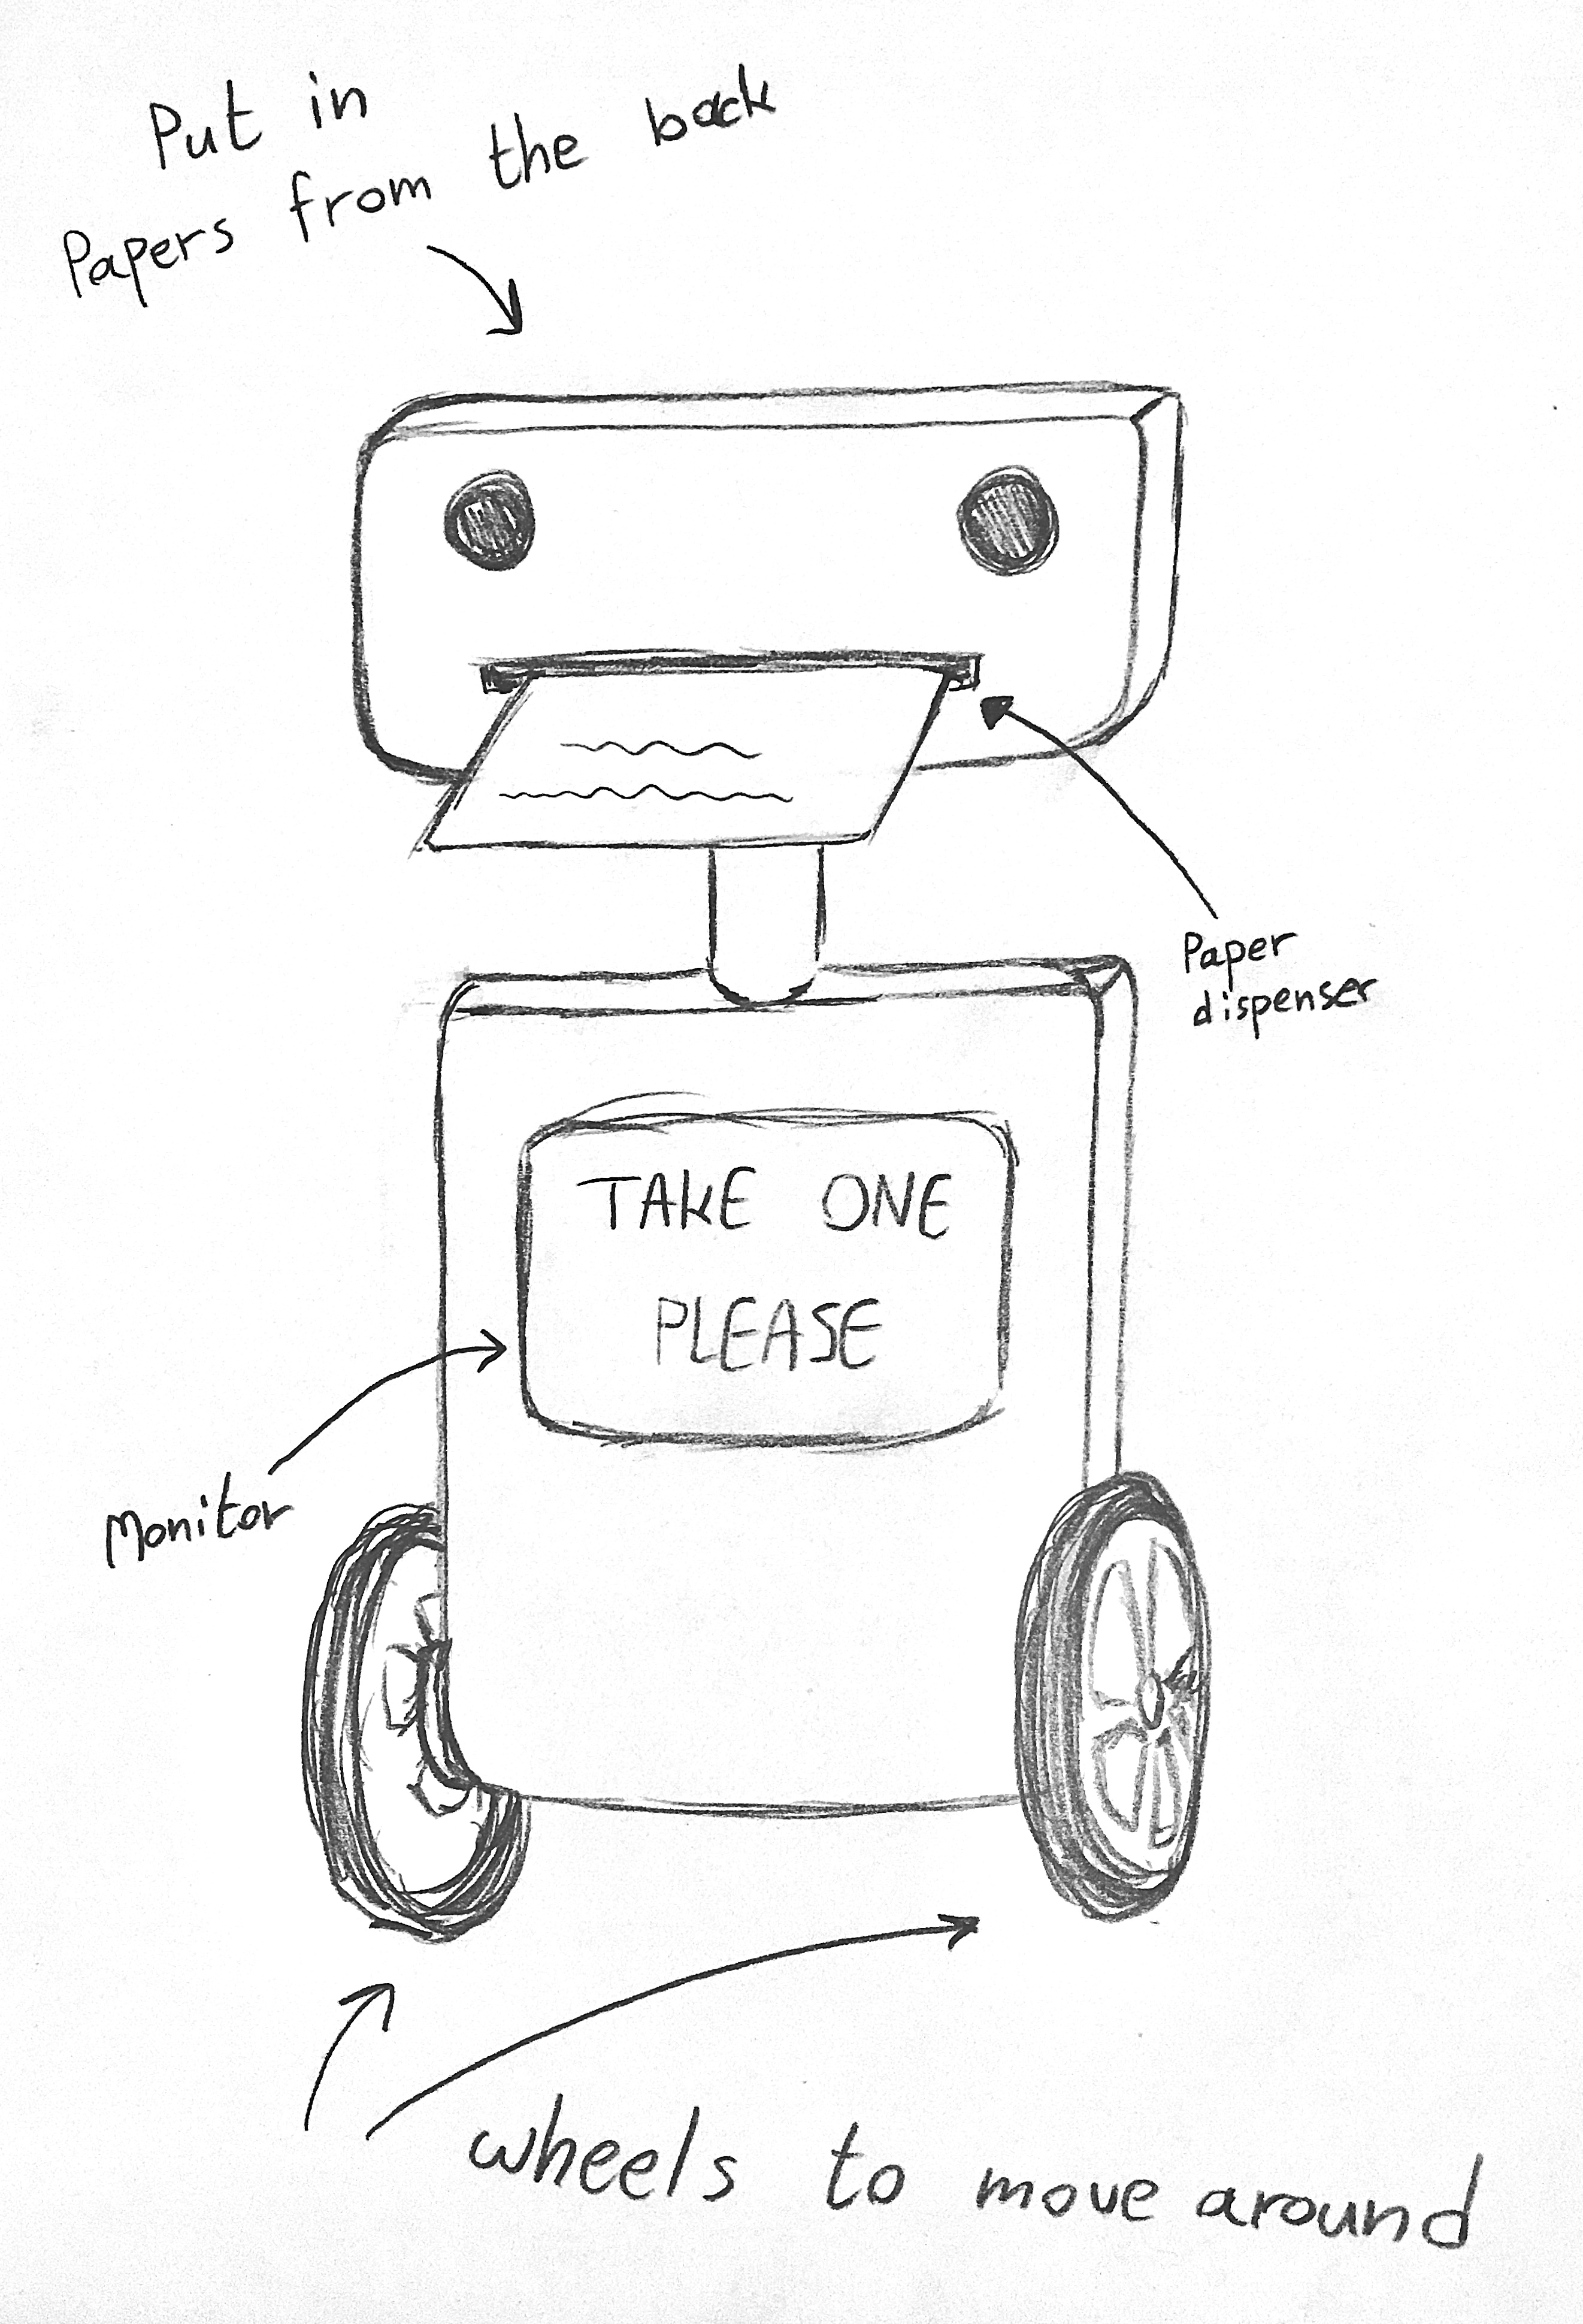 Put in
Papers from the back
Paper
dispenser
TAKE ONE
PLEASE
Monitor
wheels to move around